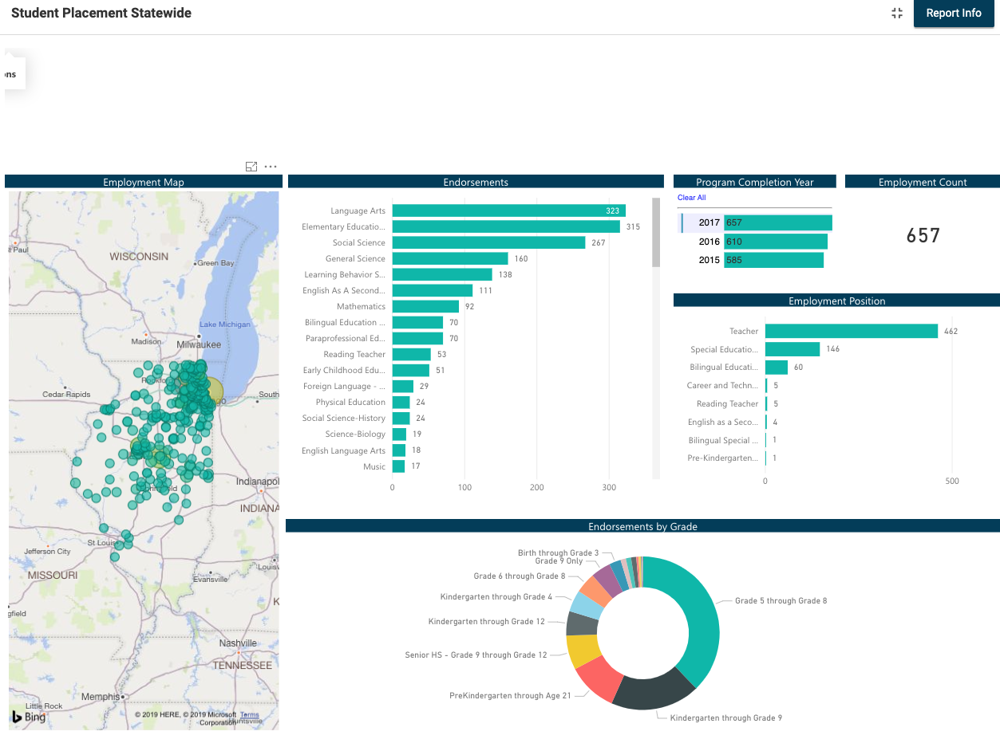 Student Placement Statewide
Report Info
ons
Employment Map
WISCONSIN
Green Bay
Lake Michigan
Madison
Milwaukee
Cedar Rapids
South
Indianapol
INDIANA
St Louis
Jefferson City
MISSOURI
Evansville
Louisv
gfield
K
Nashville
TENNESSEE
Memphis
Little Rock
Bing
© 2019 HERE, © 2019 Microsoft Corporation
Terms
Huntsville
Endorsements
Language Arts 323
Elementary Educatio... 315
Social Science 267
General Science 160
Learning Behavior S... 138
English As A Second... 111
Mathematics 92
Bilingual Education ... 70
Paraprofessional Ed... 70
Reading Teacher 53
Early Childhood Edu... 51
Foreign Language - ... 29
Physical Education 24
Social Science-History 24
Science-Biology 19
English Language Arts 18
Music 17
0 100 200 300
Program Completion Year
Clear All
2017 657
2016 610
2015 585
Employment Count
657
Employment Position
Teacher 462
Special Educatio... 146
Bilingual Educati... 60
Career and Techn... 5
Reading Teacher 5
English as a Seco... 4
Bilingual Special ... 1
Pre-Kindergarten... 1
0 500
Endorsements by Grade
Birth through Grade 3
Grade 9 Only
Grade 6 through Grade 8
Kindergarten through Grade 4
Kindergarten through Grade 12
Senior HS - Grade 9 through Grade 12
PreKindergarten through Age 21
Grade 5 through Grade 8
Kindergarten through Grade 9